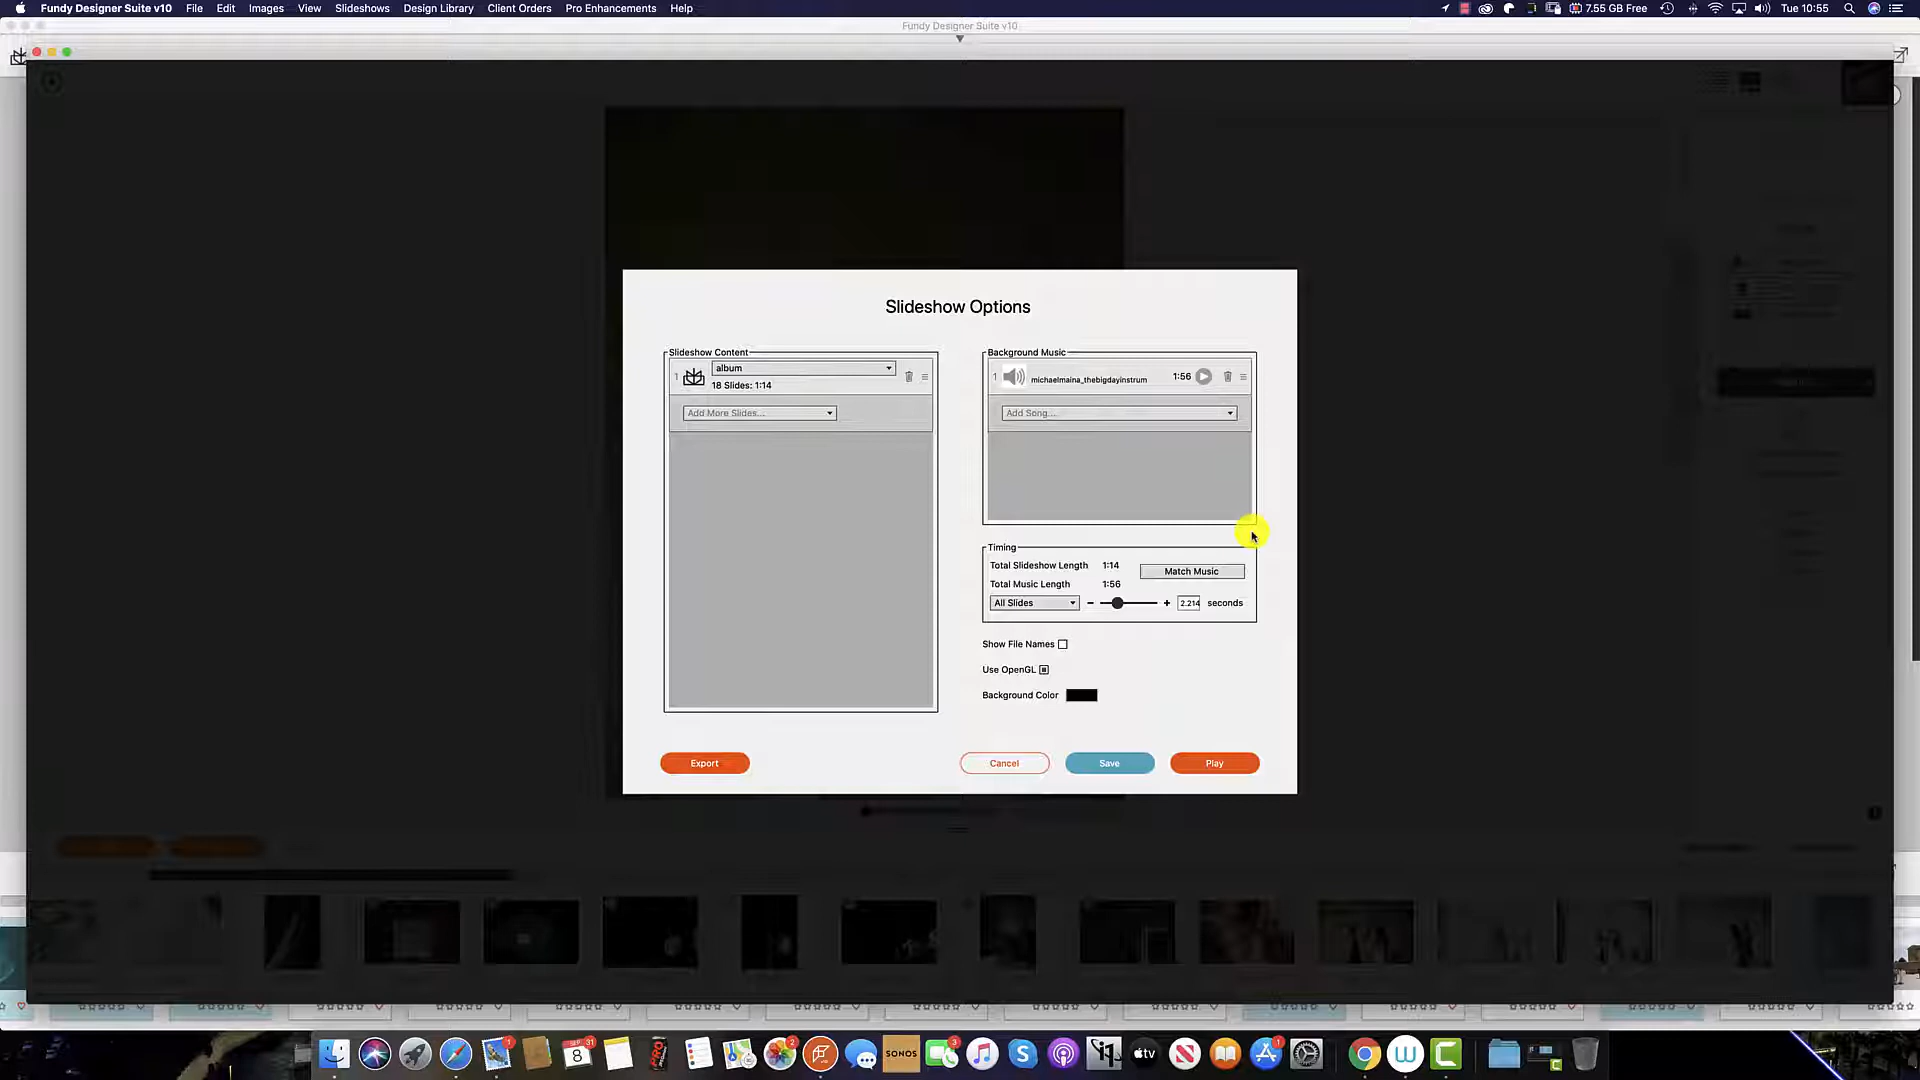 Fundy Designer Suite v10 File Edit Images View Slideshows Design Library Client Orders Pro Enhancements Help 7.55 GB Free Tue 10:55
Fundy Designer Suite v10
Slideshow Options
Slideshow Content
1 album
18 Slides: 1:14
Add More Slides...
Background Music
1 michaelmaina_thebigdayinstrum 1:56
Add Song...
Timing
Total Slideshow Length 1:14 Match Music
Total Music Length 1:56
All Slides - + 2.214 seconds
Show File Names
Use OpenGL
Background Color
Export Cancel Save Play
SONOS
tv